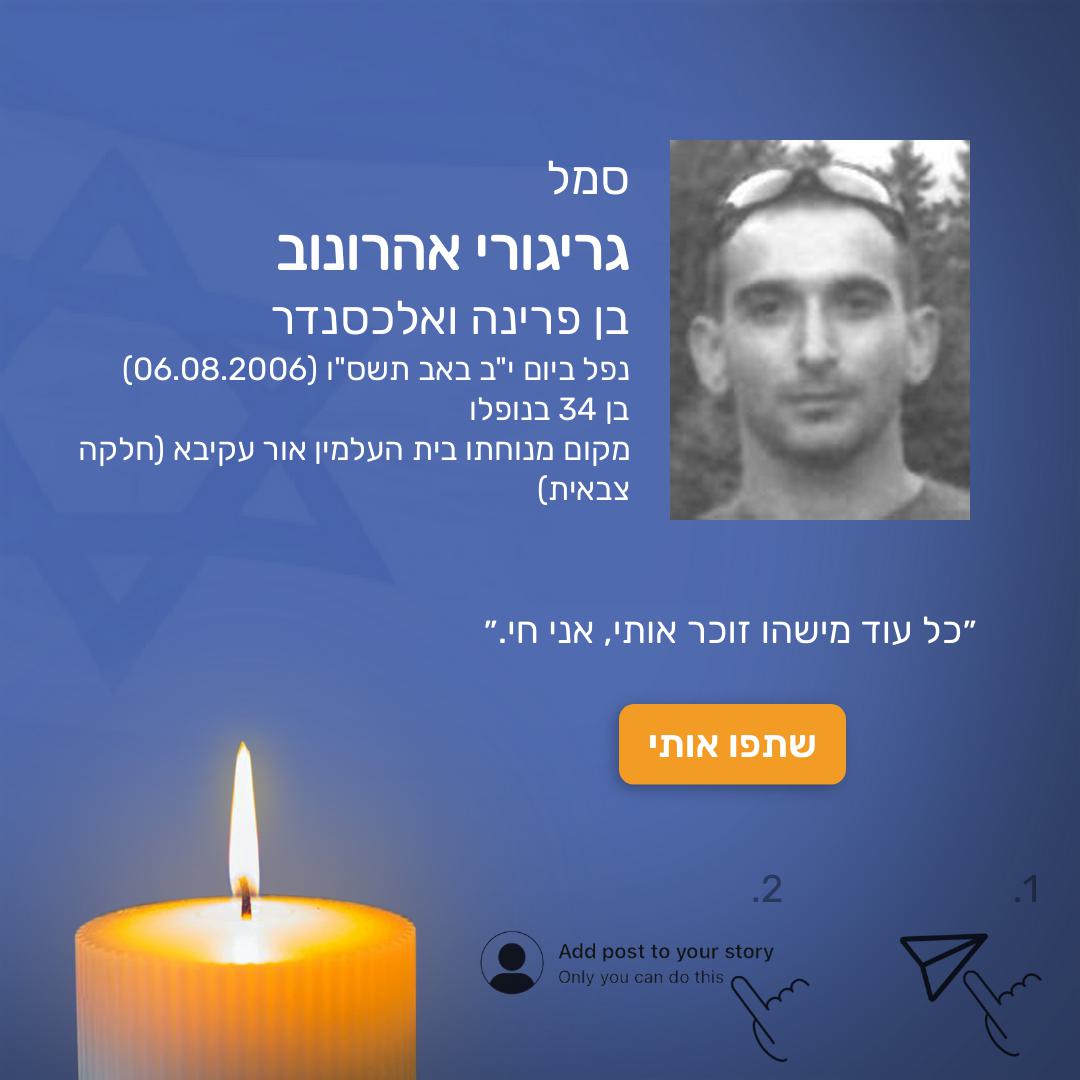 סמל
גריגורי אהרונוב
בן פרינה ואלכסנדר
נפל ביום י"ב באב תשס"ו (06.08.2006)
בן 34 בנופלו
מקום מנוחתו בית העלמין אור עקיבא (חלקה
צבאית)
״כל עוד מישהו זוכר אותי, אני חי.״
שתפו אותי
.1
.2
Add post to your story
Only you can do this